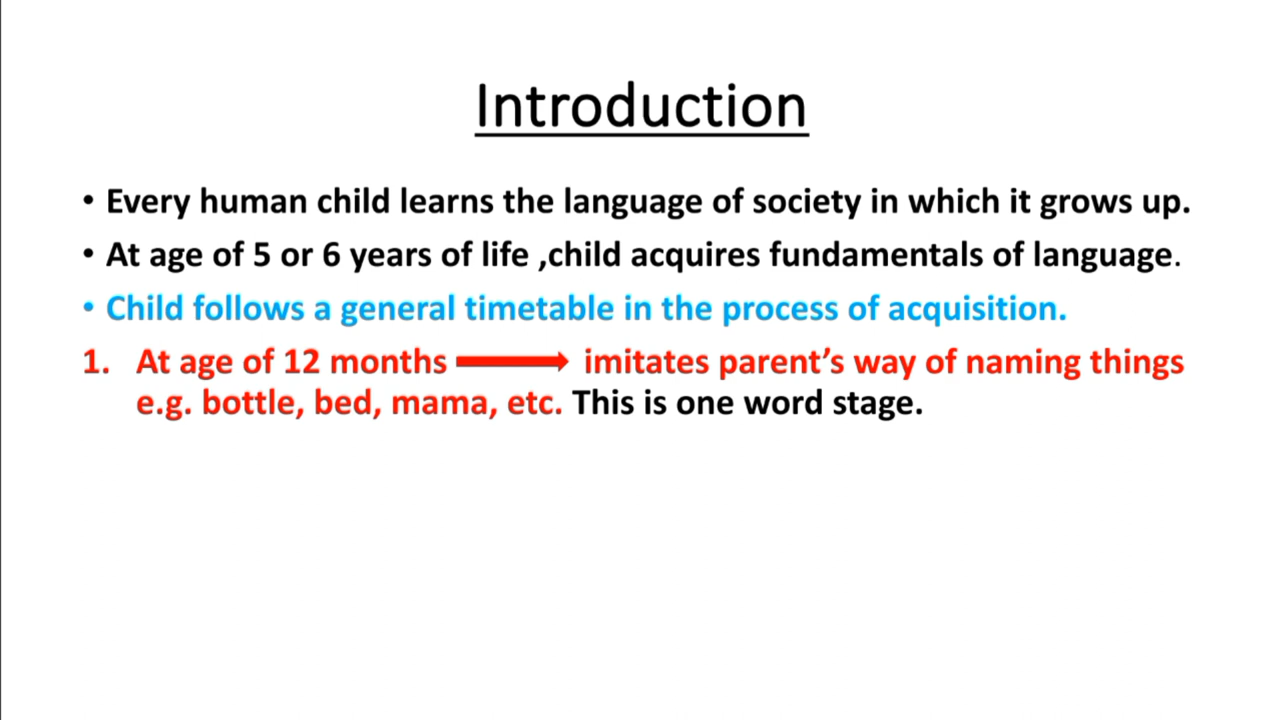 Introduction
• Every human child learns the language of society in which it grows up.
• At age of 5 or 6 years of life ,child acquires fundamentals of language.
• Child follows a general timetable in the process of acquisition.
1. At age of 12 months → imitates parent’s way of naming things
e.g. bottle, bed, mama, etc. This is one word stage.